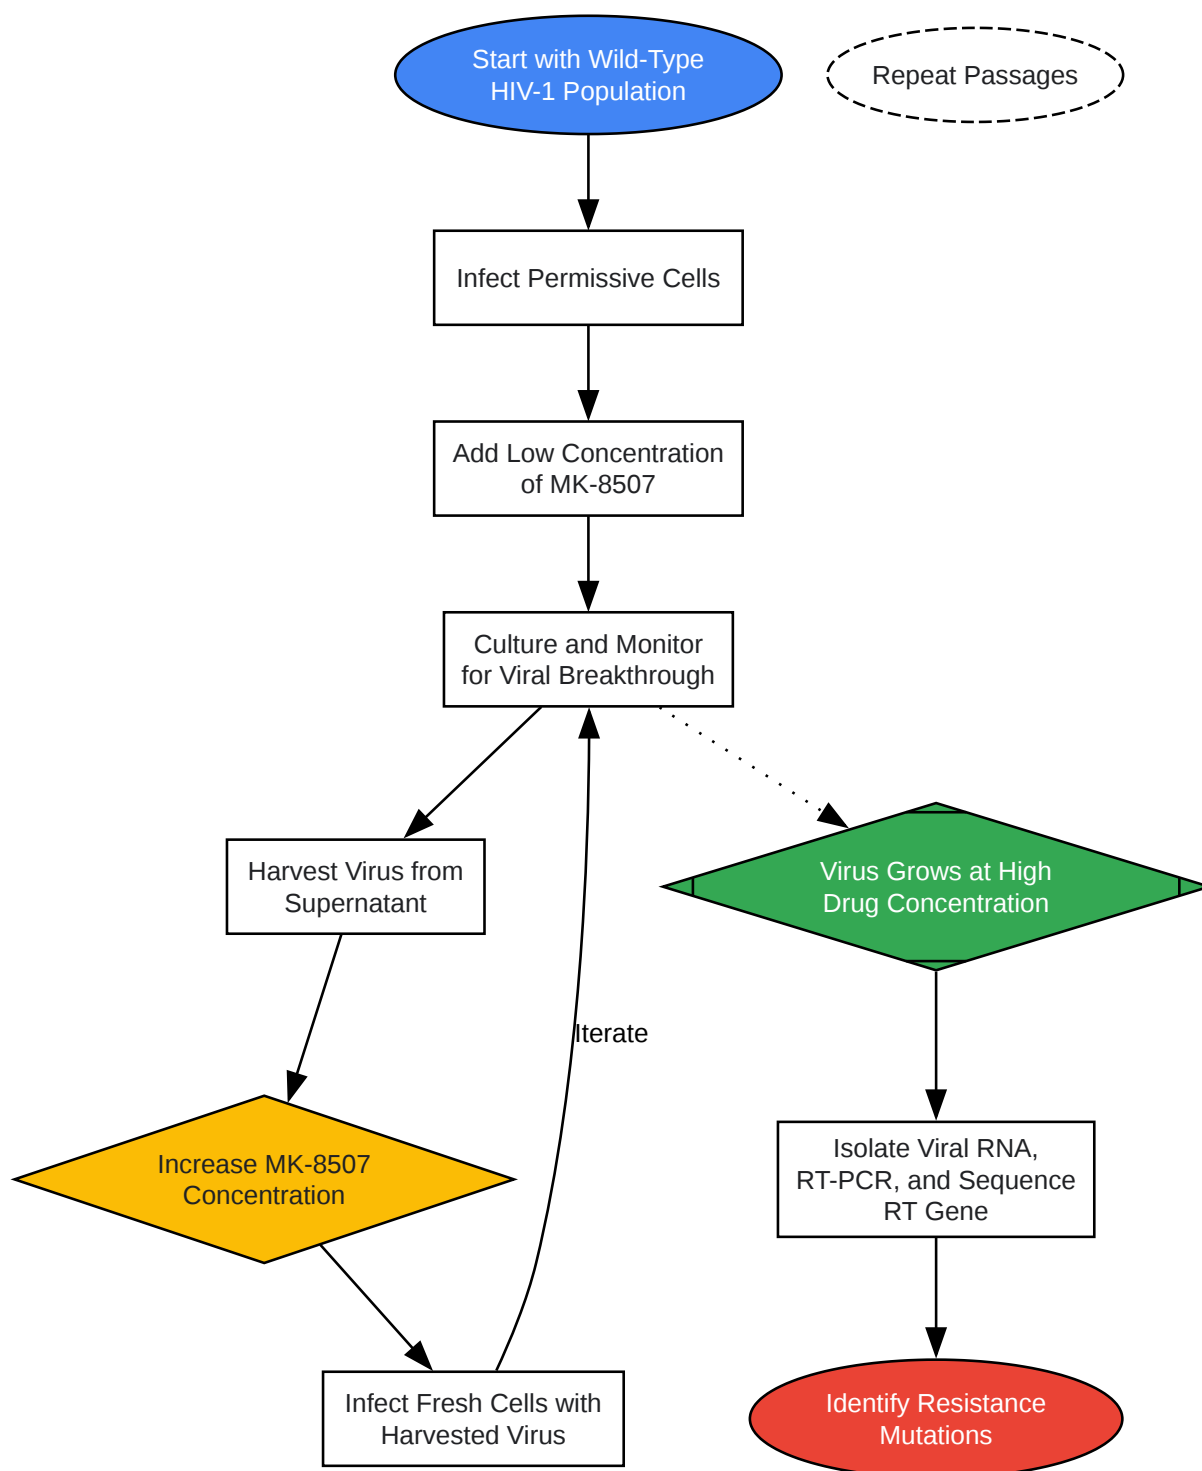 Start with Wild-Type
HIV-1 Population
Repeat Passages
Infect Permissive Cells
Add Low Concentration
of MK-8507
Culture and Monitor
for Viral Breakthrough
Harvest Virus from
Supernatant
Virus Grows at High
Drug Concentration
Iterate
Increase MK-8507
Concentration
Isolate Viral RNA,
RT-PCR, and Sequence
RT Gene
Infect Fresh Cells with
Harvested Virus
Identify Resistance
Mutations